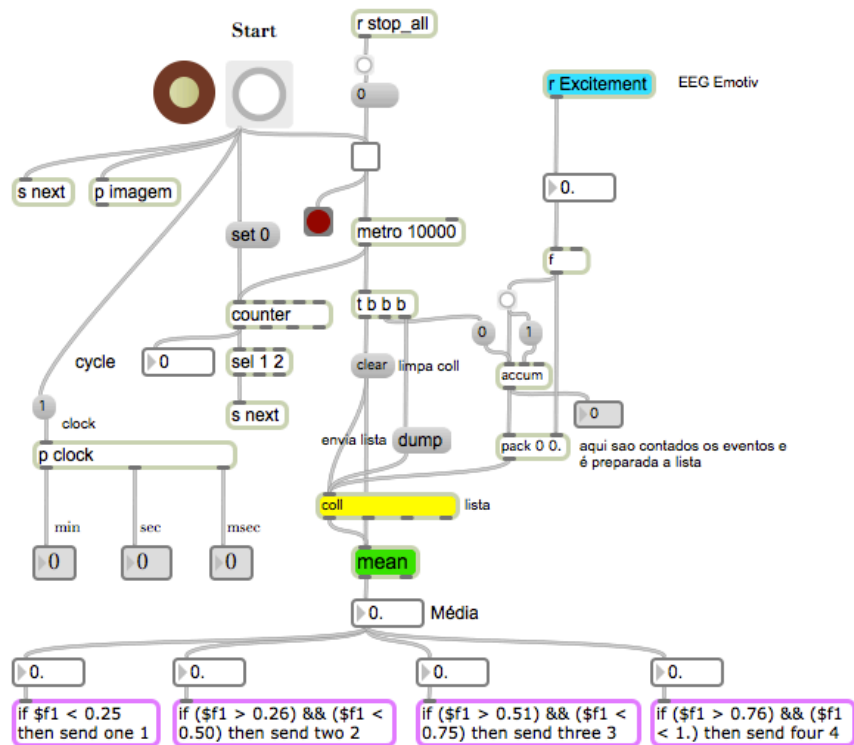 r stop_all
Start
0
r Excitement
EEG Emotiv
s next
p imagem
0.
set 0
metro 10000
f
counter
t b b b
0
1
cycle
0
sel 1 2
clear
limpa coll
accum
1
clock
s next
0
envia lista
dump
pack 0 0.
aqui sao contados os eventos e
é preparada a lista
p clock
coll
lista
min
sec
msec
0
0
0
mean
0.
Média
0.
0.
0.
0.
if $f1 < 0.25
then send one 1
if ($f1 > 0.26) && ($f1 <
0.50) then send two 2
if ($f1 > 0.51) && ($f1 <
0.75) then send three 3
if ($f1 > 0.76) && ($f1
< 1.) then send four 4